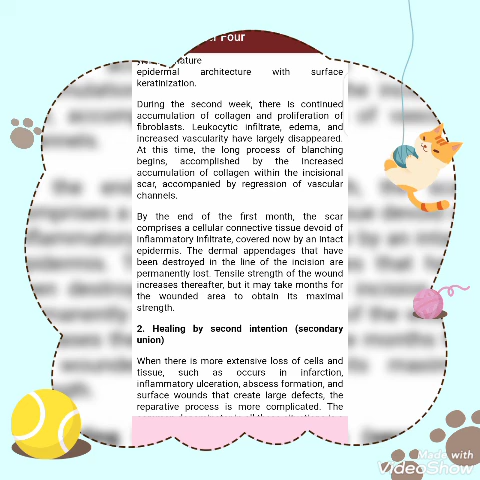 Four
epidermal architecture with surface
keratinization.
During the second week, there is continued
accumulation of collagen and proliferation of
fibroblasts. Leukocytic infiltrate, edema, and
increased vascularity have largely disappeared.
At this time, the long process of blanching
begins, accomplished by the increased
accumulation of collagen within the incisional
scar, accompanied by regression of vascular
channels.
By the end of the first month, the scar
comprises a cellular connective tissue devoid of
inflammatory infiltrate, covered now by an intact
epidermis. The dermal appendages that have
been destroyed in the line of the incision are
permanently lost. Tensile strength of the wound
increases thereafter, but it may take months for
the wounded area to obtain its maximal
strength.
2. Healing by second intention (secondary
union)
When there is more extensive loss of cells and
tissue, such as occurs in infarction,
inflammatory ulceration, abscess formation, and
surface wounds that create large defects, the
reparative process is more complicated. The
Made with
VideoShow